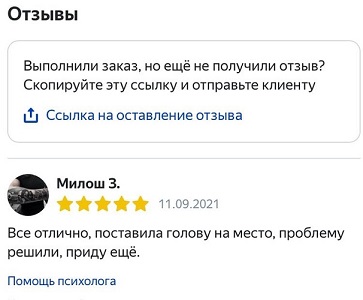 Отзывы
Выполнили заказ, но ещё не получили отзыв?
Скопируйте эту ссылку и отправьте клиенту
Ссылка на оставление отзыва
Милош З.
11.09.2021
Все отлично, поставила голову на место, проблему
решили, приду ещё.
Помощь психолога